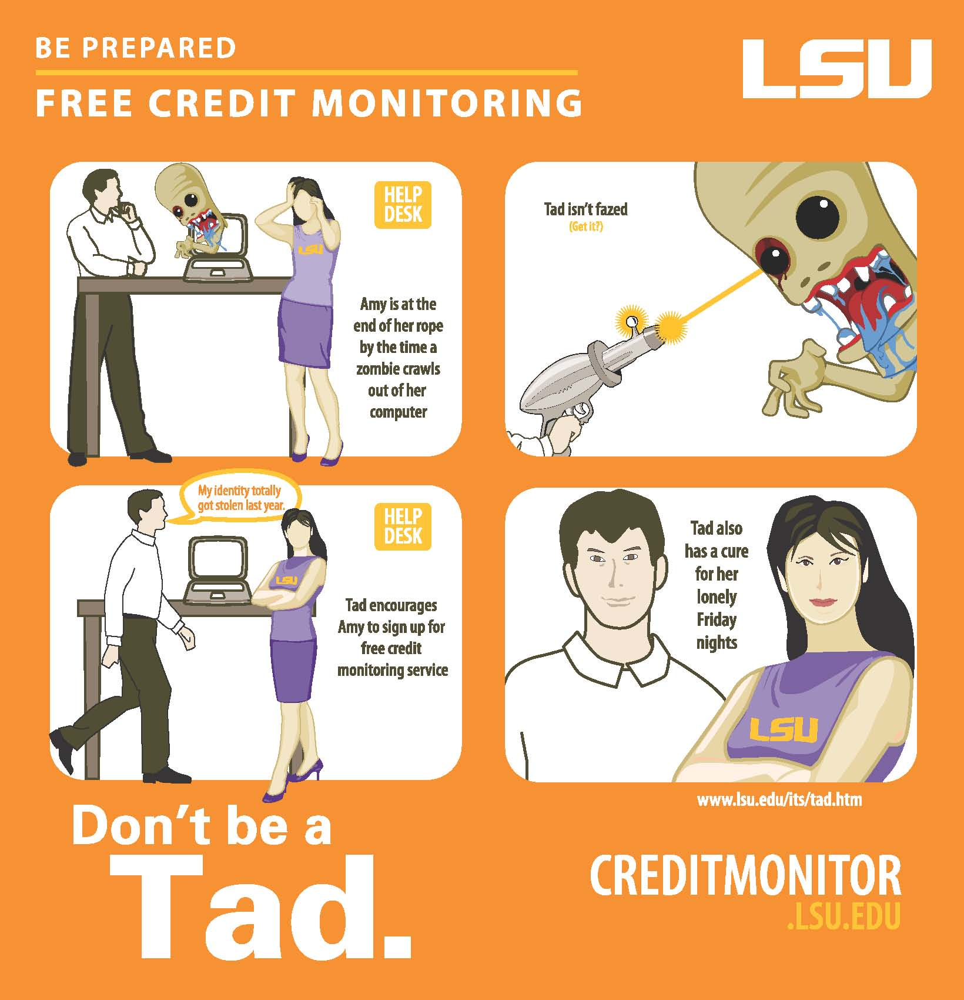 BE PREPARED
LSU
FREE CREDIT MONITORING
HELP
DESK
LSU
Amy is at the
end of her rope
by the time a
zombie crawls
out of her
computer
Tad isn't fazed
(Get it?)
My identity totally
got stolen last year.
HELP
DESK
LSU
Tad encourages
Amy to sign up for
free credit
monitoring service
Tad also
has a cure
for her
lonely
Friday
nights
LSU
www.lsu.edu/its/tad.htm
Don't be a
Tad.
CREDITMONITOR
.LSU.EDU